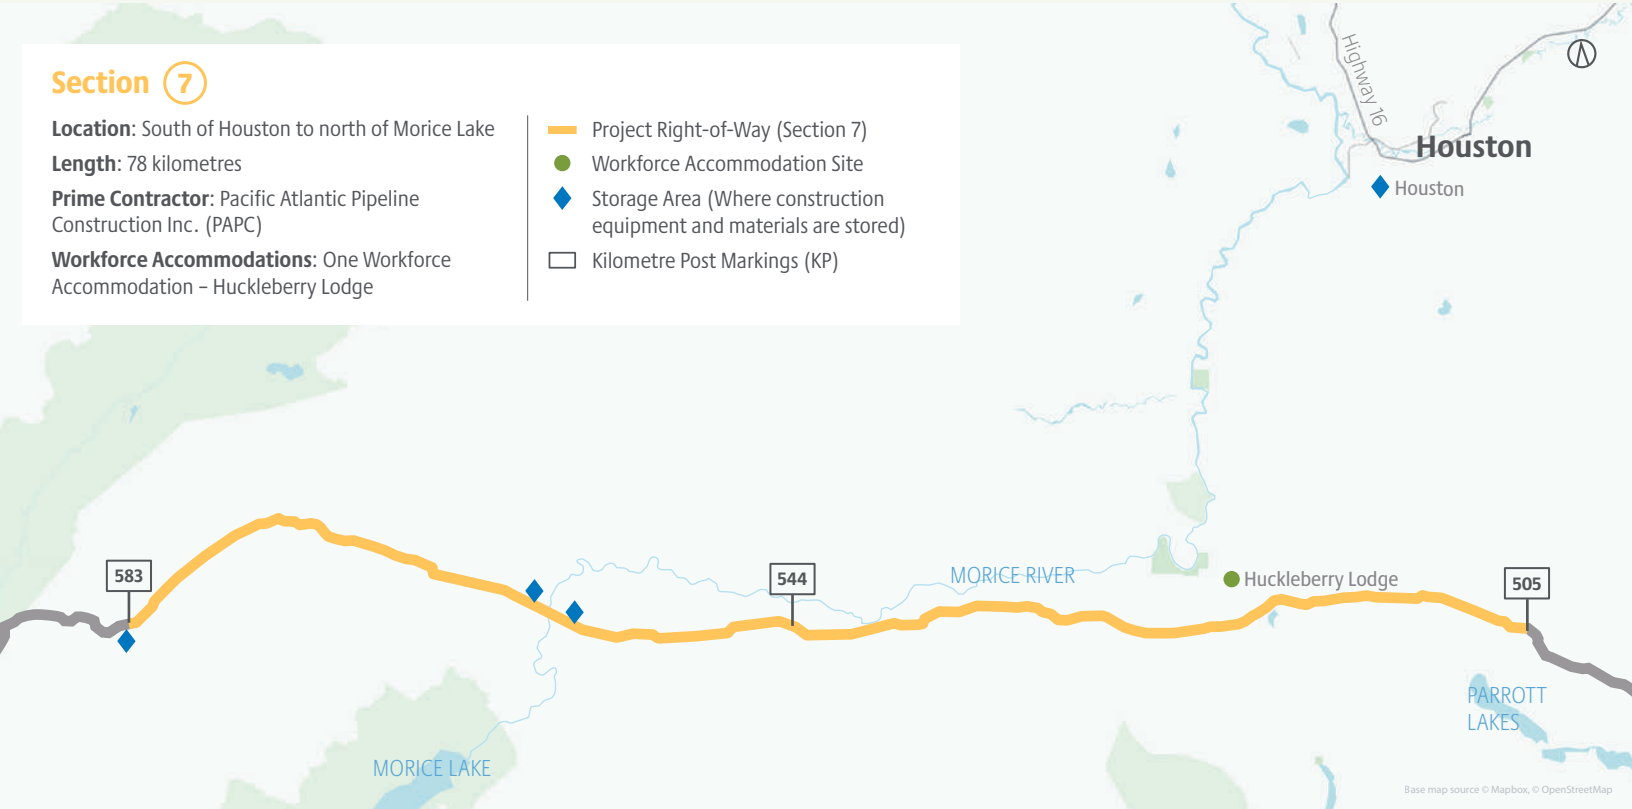 Section 7
Location: South of Houston to north of Morice Lake
Length: 78 kilometres
Prime Contractor: Pacific Atlantic Pipeline
Construction Inc. (PAPC)
Workforce Accommodations: One Workforce
Accommodation – Huckleberry Lodge
Project Right-of-Way (Section 7)
Workforce Accommodation Site
Storage Area (Where construction
equipment and materials are stored)
Kilometre Post Markings (KP)
Highway 16
Houston
Houston
583
544
MORICE RIVER
Huckleberry Lodge
505
PARROTT
LAKES
MORICE LAKE
Base map source © Mapbox, © OpenStreetMap